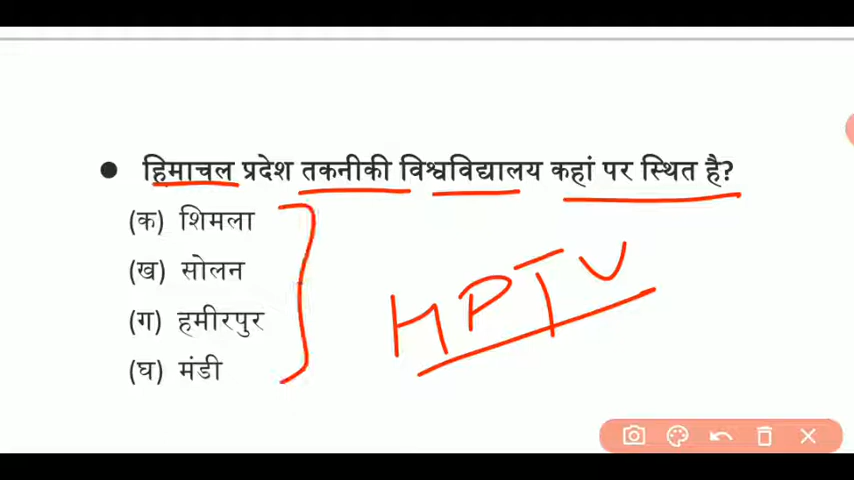 ● हिमाचल प्रदेश तकनीकी विश्वविद्यालय कहां पर स्थित है?
(क) शिमला
(ख) सोलन
(ग) हमीरपुर
(घ) मंडी
HPTU